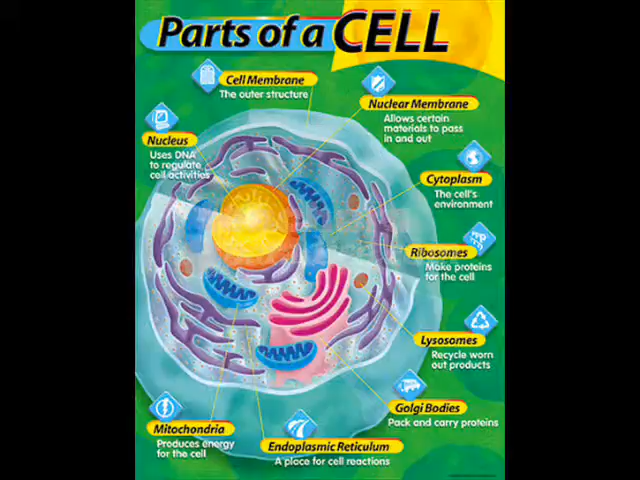 Parts of a CELL
Cell Membrane
The outer structure
Nuclear Membrane
Allows certain
materials to pass
in and out
Nucleus
Uses DNA
to regulate
cell activities
Cytoplasm
The cell's
environment
Ribosomes
Make proteins
for the cell
Lysosomes
Recycle worn
out products
Golgi Bodies
Pack and carry proteins
Mitochondria
Produces energy
for the cell
Endoplasmic Reticulum
A place for cell reactions